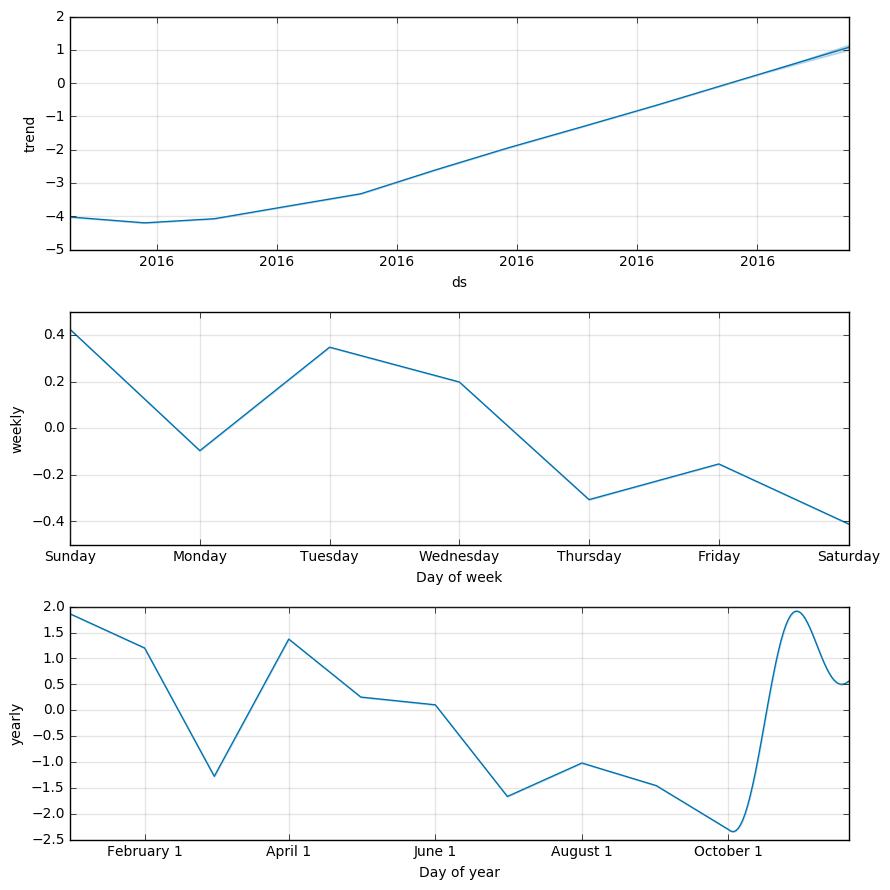 2
1
0
−1
−2
−3
−4
−5
trend
2016 2016 2016 2016 2016 2016
ds
0.4
0.2
0.0
−0.2
−0.4
weekly
Sunday Monday Tuesday Wednesday Thursday Friday Saturday
Day of week
2.0
1.5
1.0
0.5
0.0
−0.5
−1.0
−1.5
−2.0
−2.5
yearly
February 1 April 1 June 1 August 1 October 1
Day of year